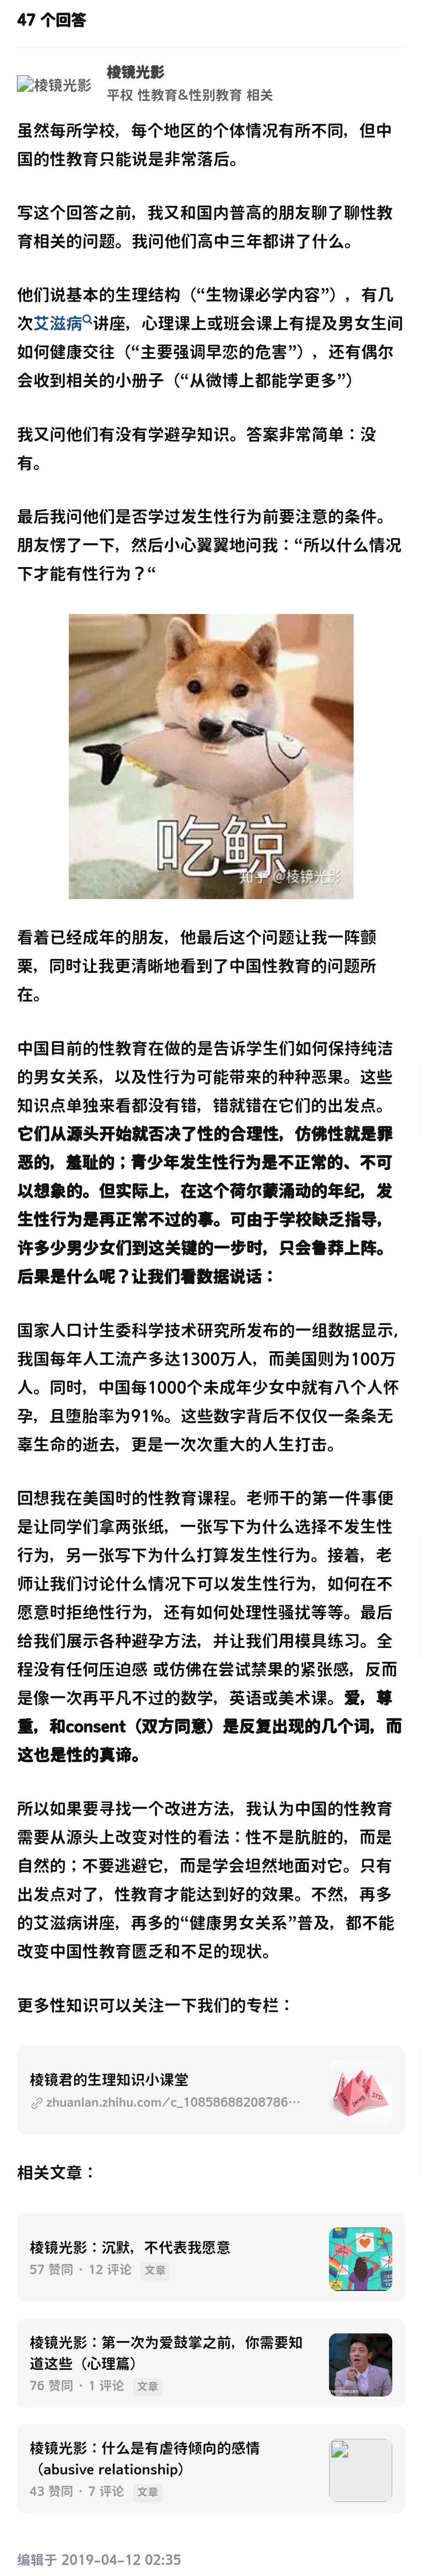 47 个回答
棱镜光影
棱镜光影
平权 性教育&性别教育 相关
虽然每所学校，每个地区的个体情况有所不同，但中
国的性教育只能说是非常落后。
写这个回答之前，我又和国内普高的朋友聊了聊性教
育相关的问题。我问他们高中三年都讲了什么。
他们说基本的生理结构（“生物课必学内容”），有几
次艾滋病讲座，心理课上或班会课上有提及男女生间
如何健康交往（“主要强调早恋的危害”），还有偶尔
会收到相关的小册子（“从微博上都能学更多”）
我又问他们有没有学避孕知识。答案非常简单：没
有。
最后我问他们是否学过发生性行为前要注意的条件。
朋友愣了一下，然后小心翼翼地问我：“所以什么情况
下才能有性行为？“
吃鲸
知乎 @棱镜光影
看着已经成年的朋友，他最后这个问题让我一阵颤
栗，同时让我更清晰地看到了中国性教育的问题所
在。
中国目前的性教育在做的是告诉学生们如何保持纯洁
的男女关系，以及性行为可能带来的种种恶果。这些
知识点单独来看都没有错，错就错在它们的出发点。
它们从源头开始就否决了性的合理性，仿佛性就是罪
恶的，羞耻的；青少年发生性行为是不正常的、不可
以想象的。但实际上，在这个荷尔蒙涌动的年纪，发
生性行为是再正常不过的事。可由于学校缺乏指导，
许多少男少女们到这关键的一步时，只会鲁莽上阵。
后果是什么呢？让我们看数据说话：
国家人口计生委科学技术研究所发布的一组数据显示,
我国每年人工流产多达1300万人，而美国则为100万
人。同时，中国每1000个未成年少女中就有八个人怀
孕，且堕胎率为91%。这些数字背后不仅仅一条条无
辜生命的逝去，更是一次次重大的人生打击。
回想我在美国时的性教育课程。老师干的第一件事便
是让同学们拿两张纸，一张写下为什么选择不发生性
行为，另一张写下为什么打算发生性行为。接着，老
师让我们讨论什么情况下可以发生性行为，如何在不
愿意时拒绝性行为，还有如何处理性骚扰等等。最后
给我们展示各种避孕方法，并让我们用模具练习。全
程没有任何压迫感 或仿佛在尝试禁果的紧张感，反而
是像一次再平凡不过的数学，英语或美术课。爱，尊
重，和consent（双方同意）是反复出现的几个词，而
这也是性的真谛。
所以如果要寻找一个改进方法，我认为中国的性教育
需要从源头上改变对性的看法：性不是肮脏的，而是
自然的；不要逃避它，而是学会坦然地面对它。只有
出发点对了，性教育才能达到好的效果。不然，再多
的艾滋病讲座，再多的“健康男女关系”普及，都不能
改变中国性教育匮乏和不足的现状。
更多性知识可以关注一下我们的专栏：
棱镜君的生理知识小课堂
zhuanlan.zhihu.com/c_10858688208786…
STD
相关文章：
棱镜光影：沉默，不代表我愿意
57 赞同 · 12 评论 文章
棱镜光影：第一次为爱鼓掌之前，你需要知
道这些（心理篇）
76 赞同 · 1 评论 文章
棱镜光影：什么是有虐待倾向的感情
（abusive relationship）
43 赞同 · 7 评论 文章
编辑于 2019-04-12 02:35